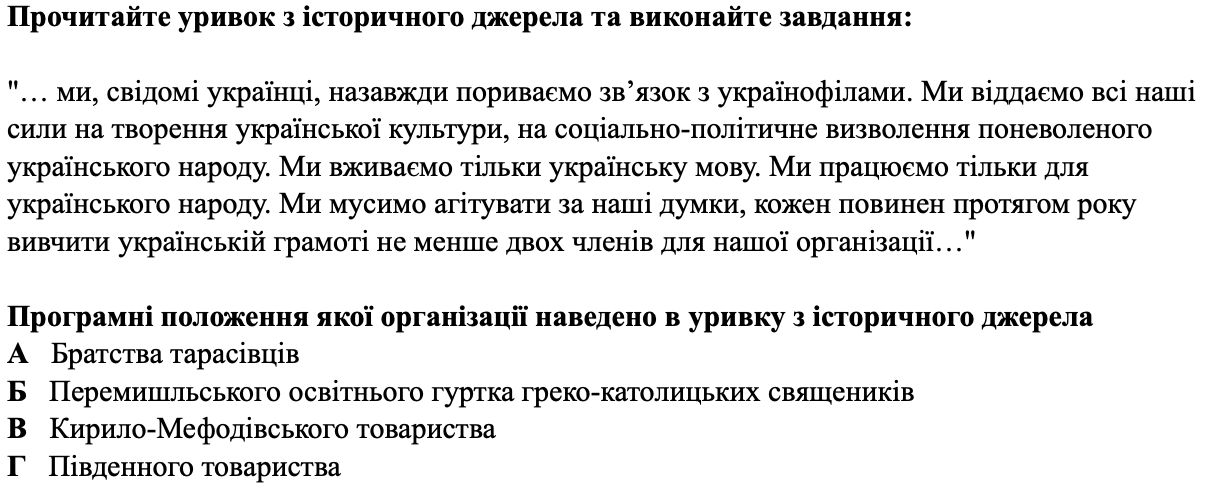 Прочитайте уривок з історичного джерела та виконайте завдання:
"… ми, свідомі українці, назавжди пориваємо зв’язок з українофілами. Ми віддаємо всі наші
сили на творення української культури, на соціально-політичне визволення поневоленого
українського народу. Ми вживаємо тільки українську мову. Ми працюємо тільки для
українського народу. Ми мусимо агітувати за наші думки, кожен повинен протягом року
вивчити українській грамоті не менше двох членів для нашої організації…"
Програмні положення якої організації наведено в уривку з історичного джерела
А Братства тарасівців
Б Перемишльського освітнього гуртка греко-католицьких священиків
В Кирило-Мефодівського товариства
Г Південного товариства